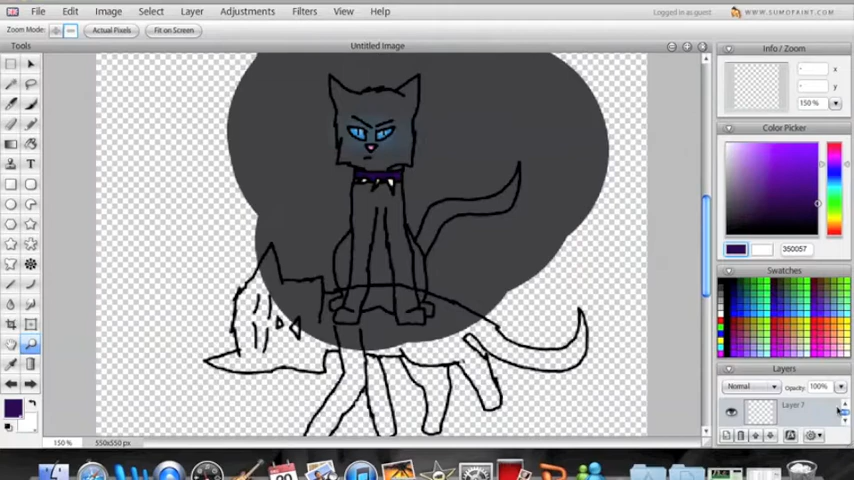 File Edit Image Select Layer Adjustments Filters View Help
Logged in as guest WWW.SUMOPAINT.COM
Zoom Mode: Actual Pixels Fit on Screen
Tools Untitled Image Info / Zoom
x
y
150 %
Color Picker
350057
Swatches
Layers
Normal Opacity: 100%
Layer 7
150 % 550x550 px
T